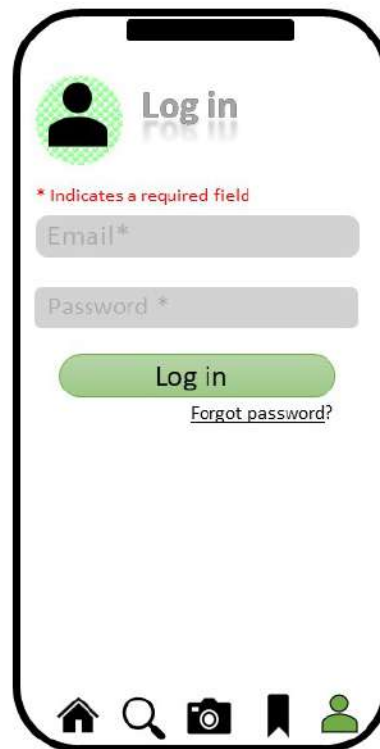 Log in
* Indicates a required field
Email*
Password *
Log in
Forgot password?